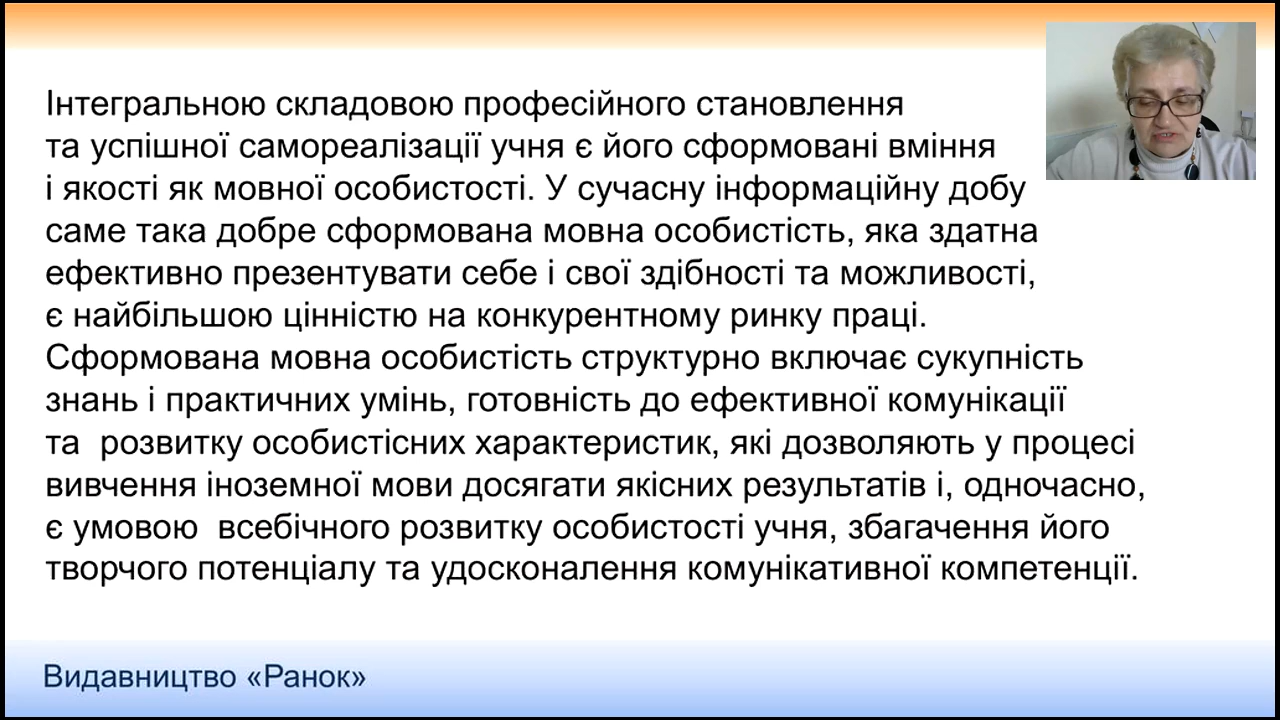 Інтегральною складовою професійного становлення
та успішної самореалізації учня є його сформовані вміння
і якості як мовної особистості. У сучасну інформаційну добу
саме така добре сформована мовна особистість, яка здатна
ефективно презентувати себе і свої здібності та можливості,
є найбільшою цінністю на конкурентному ринку праці.
Сформована мовна особистість структурно включає сукупність
знань і практичних умінь, готовність до ефективної комунікації
та  розвитку особистісних характеристик, які дозволяють у процесі
вивчення іноземної мови досягати якісних результатів і, одночасно,
є умовою  всебічного розвитку особистості учня, збагачення його
творчого потенціалу та удосконалення комунікативної компетенції.
Видавництво «Ранок»